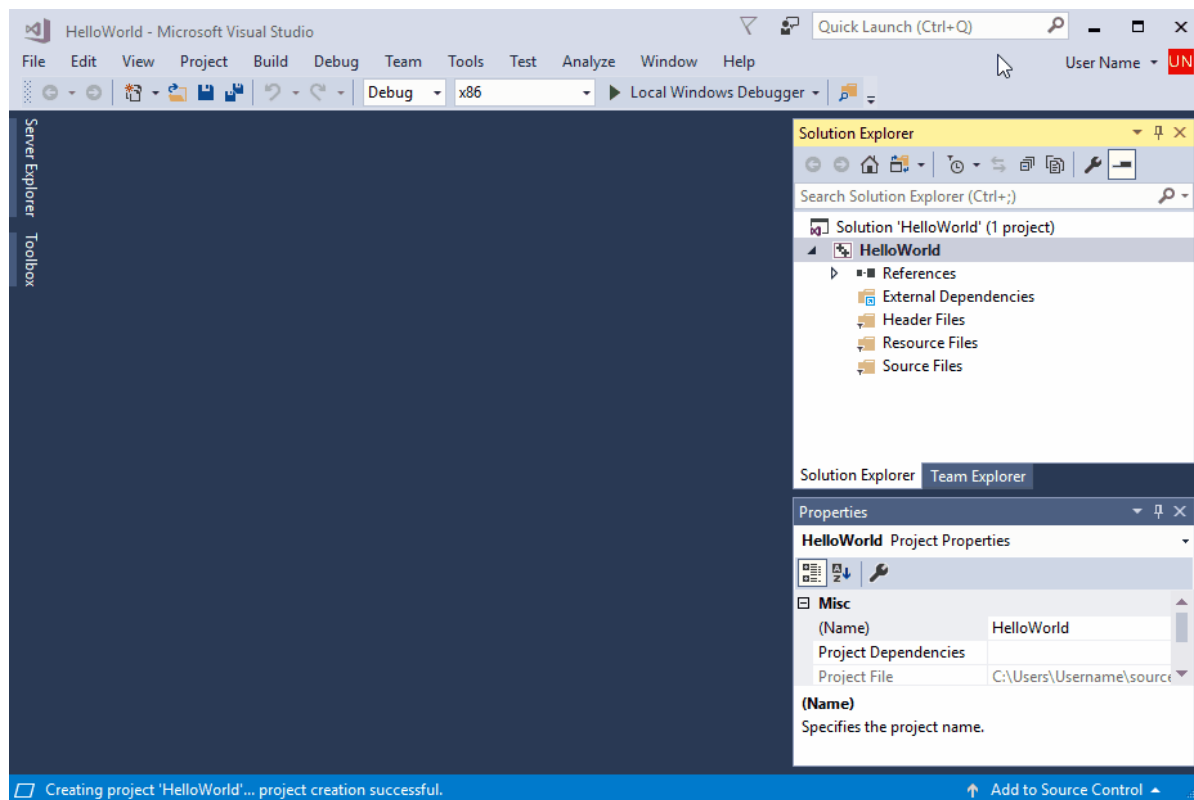 HelloWorld - Microsoft Visual Studio
Quick Launch (Ctrl+Q)
File Edit View Project Build Debug Team Tools Test Analyze Window Help
User Name UN
Debug x86 Local Windows Debugger
Server Explorer
Toolbox
Solution Explorer
Search Solution Explorer (Ctrl+;)
Solution 'HelloWorld' (1 project)
HelloWorld
References
External Dependencies
Header Files
Resource Files
Source Files
Solution Explorer Team Explorer
Properties
HelloWorld Project Properties
Misc
(Name) HelloWorld
Project Dependencies
Project File C:\Users\Username\source
(Name)
Specifies the project name.
Creating project 'HelloWorld'... project creation successful.
Add to Source Control